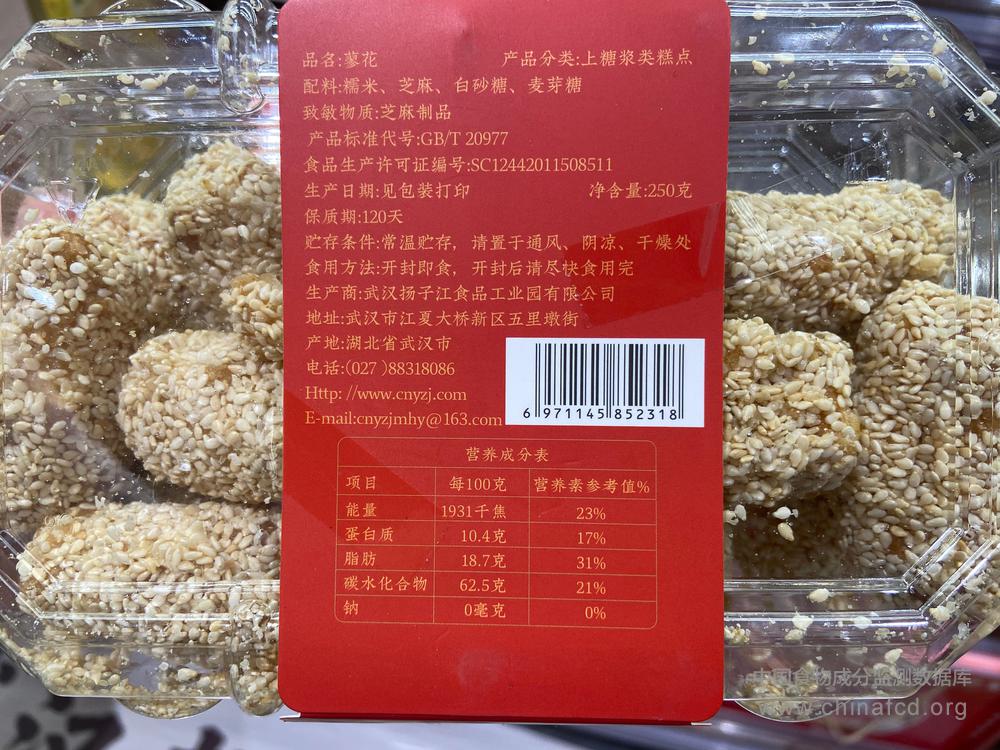 品名:蓼花 产品分类:上糖浆类糕点
配料:糯米、芝麻、白砂糖、麦芽糖
致敏物质:芝麻制品
产品标准代号:GB/T 20977
食品生产许可证编号:SC12442011508511
生产日期:见包装打印 净含量:250克
保质期:120天
贮存条件:常温贮存，请置于通风、阴凉、干燥处
食用方法:开封即食，开封后请尽快食用完
生产商:武汉扬子江食品工业园有限公司
地址:武汉市江夏大桥新区五里墩街
产地:湖北省武汉市
电话:(027 )88318086
Http: //www.cnyzj.com
E-mail:cnyzjmhy@163.com
6 971145 852318
营养成分表
项目 每100克 营养素参考值%
能量 1931千焦 23%
蛋白质 10.4克 17%
脂肪 18.7克 31%
碳水化合物 62.5克 21%
钠 0毫克 0%
中国食物成分监测数据库
www.chinafcd.org